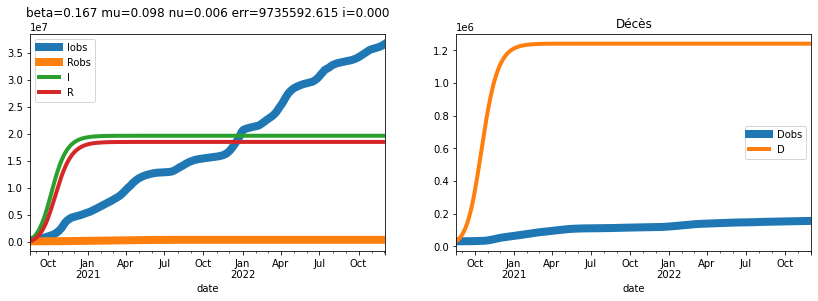 beta=0.167 mu=0.098 nu=0.006 err=9735592.615 i=0.000
1e7
3.5
3.0
2.5
2.0
1.5
1.0
0.5
0.0
Iobs
Robs
I
R
Oct
Jan
2021
Apr
Jul
Oct
Jan
2022
Apr
Jul
Oct
date
Décès
1e6
1.2
1.0
0.8
0.6
0.4
0.2
0.0
Dobs
D
Oct
Jan
2021
Apr
Jul
Oct
Jan
2022
Apr
Jul
Oct
date